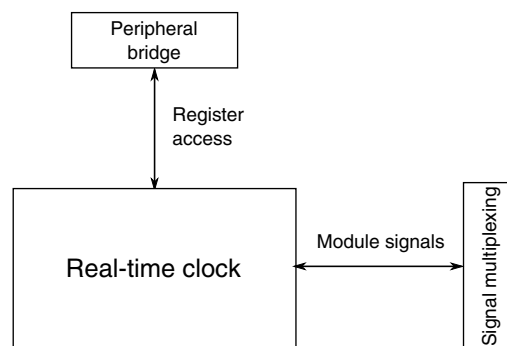 Peripheral
bridge
Register
access
Real-time clock
Module signals
Signal multiplexing